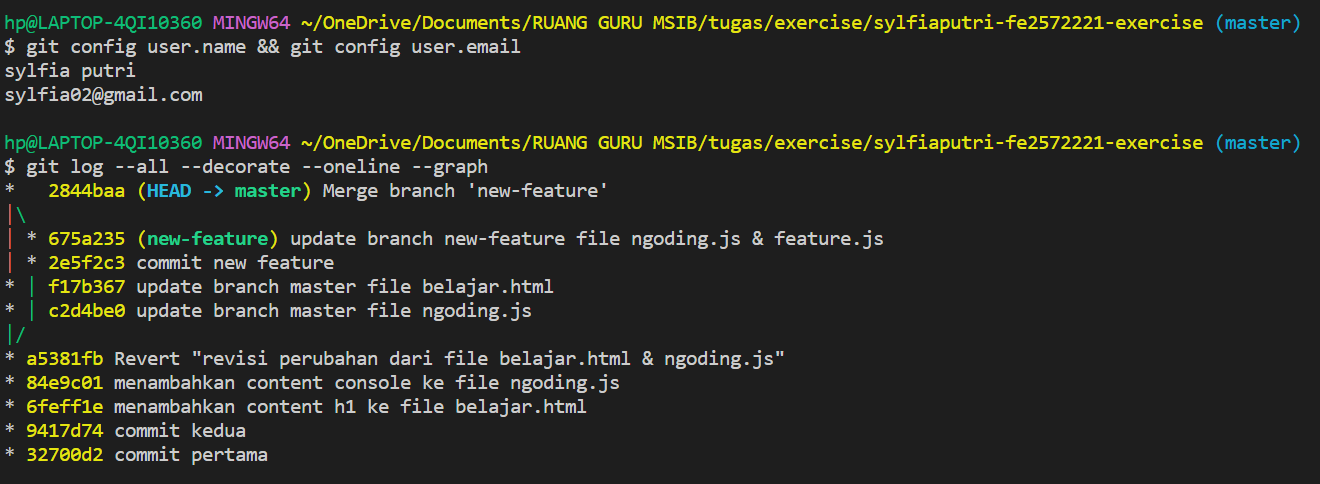 hp@LAPTOP-4QI10360 MINGW64 ~/OneDrive/Documents/RUANG GURU MSIB/tugas/exercise/sylfiaputri-fe2572221-exercise (master)
$ git config user.name && git config user.email
sylfia putri
sylfia02@gmail.com

hp@LAPTOP-4QI10360 MINGW64 ~/OneDrive/Documents/RUANG GURU MSIB/tugas/exercise/sylfiaputri-fe2572221-exercise (master)
$ git log --all --decorate --oneline --graph
*   2844baa (HEAD -> master) Merge branch 'new-feature'
|\
| * 675a235 (new-feature) update branch new-feature file ngoding.js & feature.js
| * 2e5f2c3 commit new feature
* | f17b367 update branch master file belajar.html
* | c2d4be0 update branch master file ngoding.js
|/
* a5381fb Revert "revisi perubahan dari file belajar.html & ngoding.js"
* 84e9c01 menambahkan content console ke file ngoding.js
* 6feff1e menambahkan content h1 ke file belajar.html
* 9417d74 commit kedua
* 32700d2 commit pertama